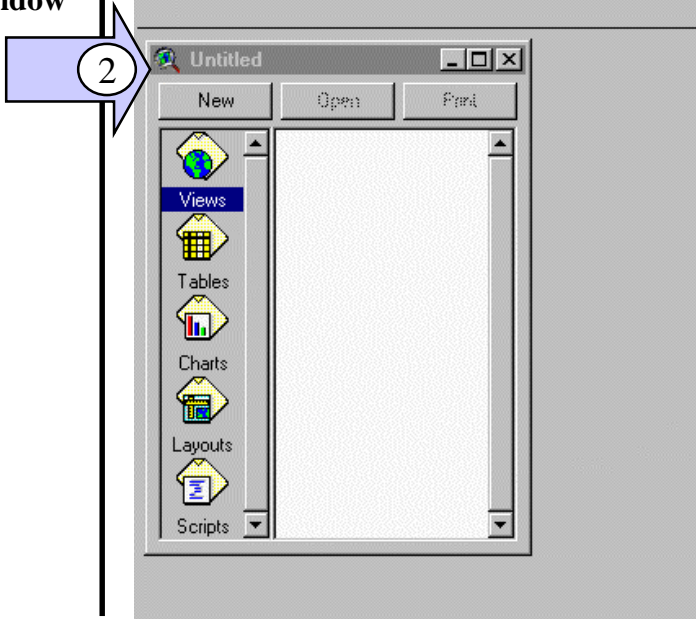 ndow
2
Untitled
New Open Print
Views
Tables
Charts
Layouts
Scripts